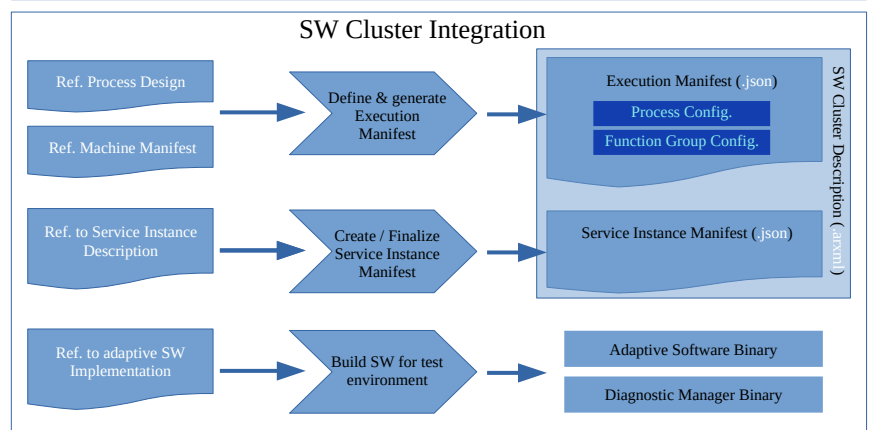 SW Cluster Integration
Ref. Process Design
Ref. Machine Manifest
Define & generate
Execution
Manifest
Execution Manifest (.json)
Process Config.
Function Group Config.
SW Cluster Description (.arxml)
Ref. to Service Instance
Description
Create / Finalize
Service Instance
Manifest
Service Instance Manifest (.json)
Ref. to adaptive SW
Implementation
Build SW for test
environment
Adaptive Software Binary
Diagnostic Manager Binary